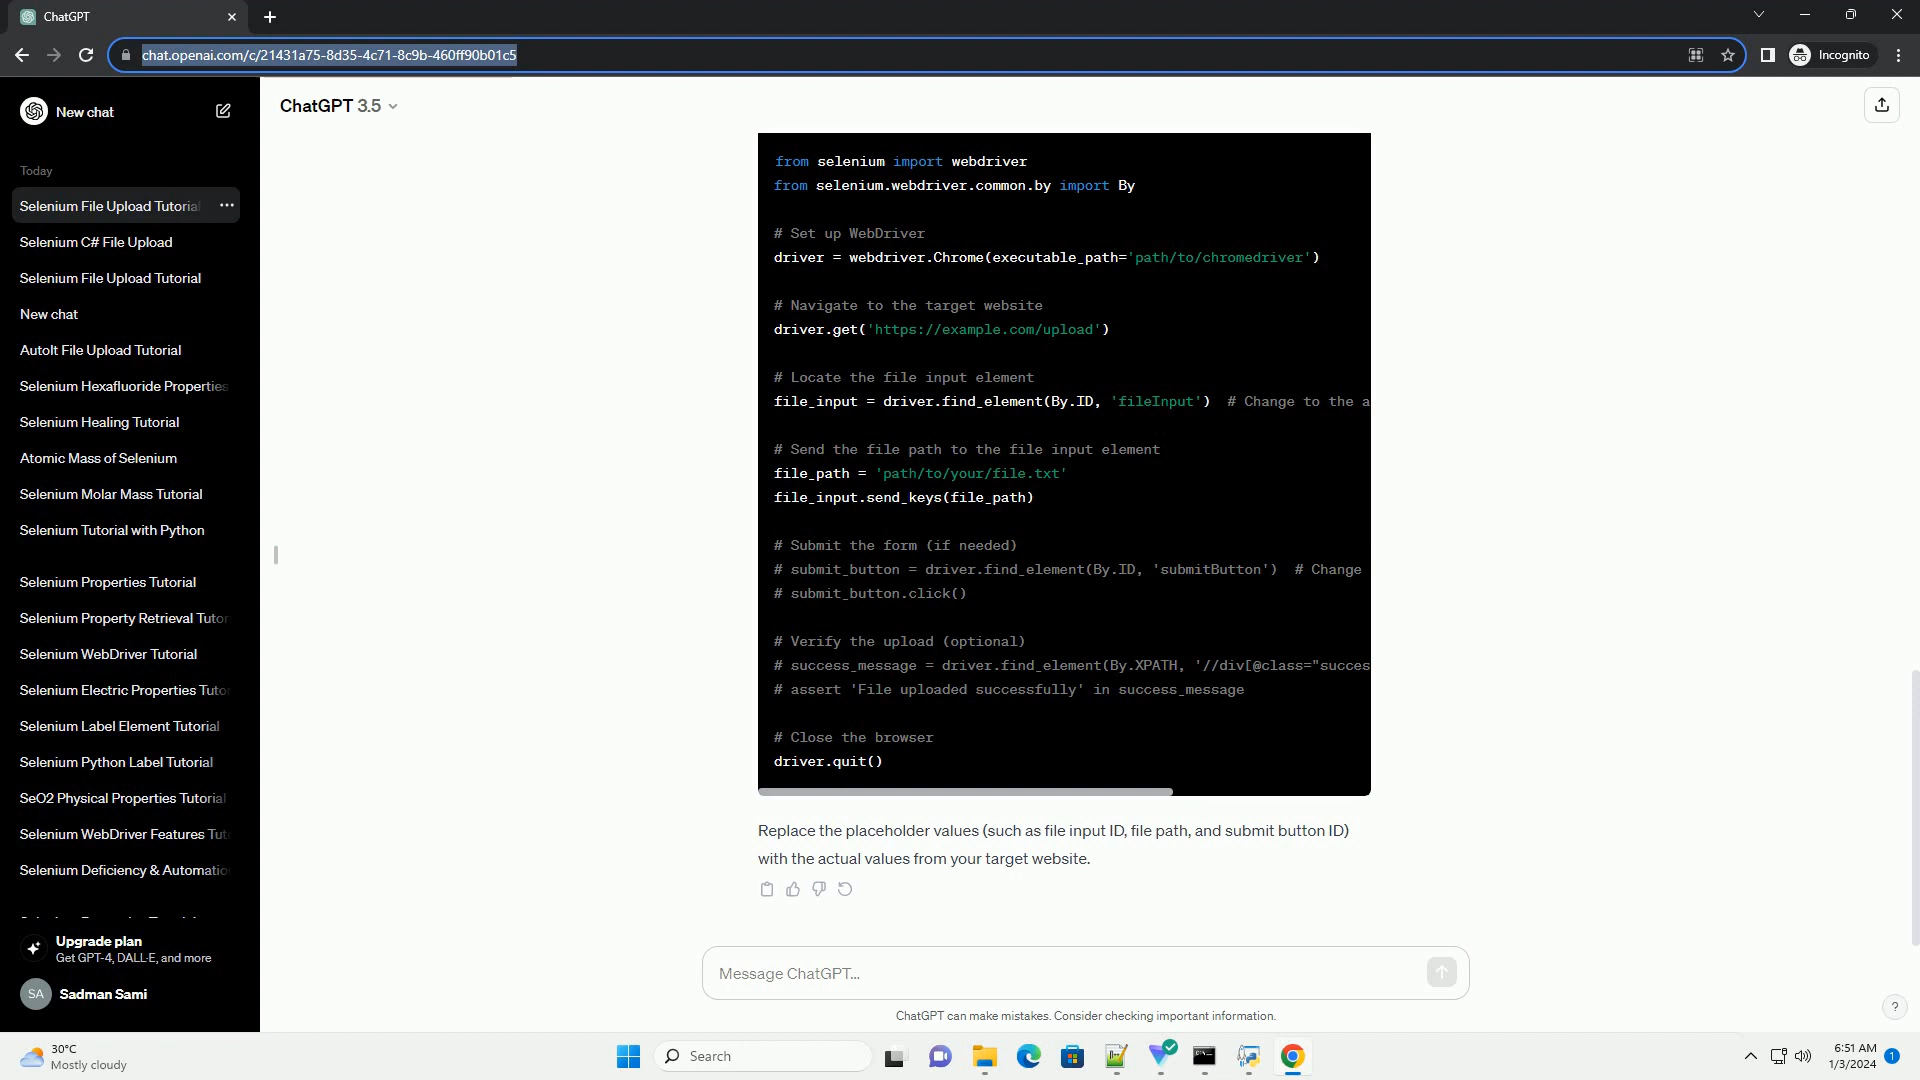 ChatGPT
chat.openai.com/c/21431a75-8d35-4c71-8c9b-460ff90b01c5
Incognito
New chat
Today
Selenium File Upload Tutorial
Selenium C# File Upload
Selenium File Upload Tutorial
New chat
AutoIt File Upload Tutorial
Selenium Hexafluoride Properties
Selenium Healing Tutorial
Atomic Mass of Selenium
Selenium Molar Mass Tutorial
Selenium Tutorial with Python
Selenium Properties Tutorial
Selenium Property Retrieval Tutor
Selenium WebDriver Tutorial
Selenium Electric Properties Tuto
Selenium Label Element Tutorial
Selenium Python Label Tutorial
SeO2 Physical Properties Tutorial
Selenium WebDriver Features Tut
Selenium Deficiency & Automatio
Upgrade plan
Get GPT-4, DALL·E, and more
SA Sadman Sami
ChatGPT 3.5
from selenium import webdriver
from selenium.webdriver.common.by import By
# Set up WebDriver
driver = webdriver.Chrome(executable_path='path/to/chromedriver')
# Navigate to the target website
driver.get('https://example.com/upload')
# Locate the file input element
file_input = driver.find_element(By.ID, 'fileInput')  # Change to the a
# Send the file path to the file input element
file_path = 'path/to/your/file.txt'
file_input.send_keys(file_path)
# Submit the form (if needed)
# submit_button = driver.find_element(By.ID, 'submitButton')  # Change
# submit_button.click()
# Verify the upload (optional)
# success_message = driver.find_element(By.XPATH, '//div[@class="succes
# assert 'File uploaded successfully' in success_message
# Close the browser
driver.quit()
Replace the placeholder values (such as file input ID, file path, and submit button ID)
with the actual values from your target website.
Message ChatGPT...
ChatGPT can make mistakes. Consider checking important information.
?
30°C
Mostly cloudy
Search
6:51 AM
1/3/2024
1